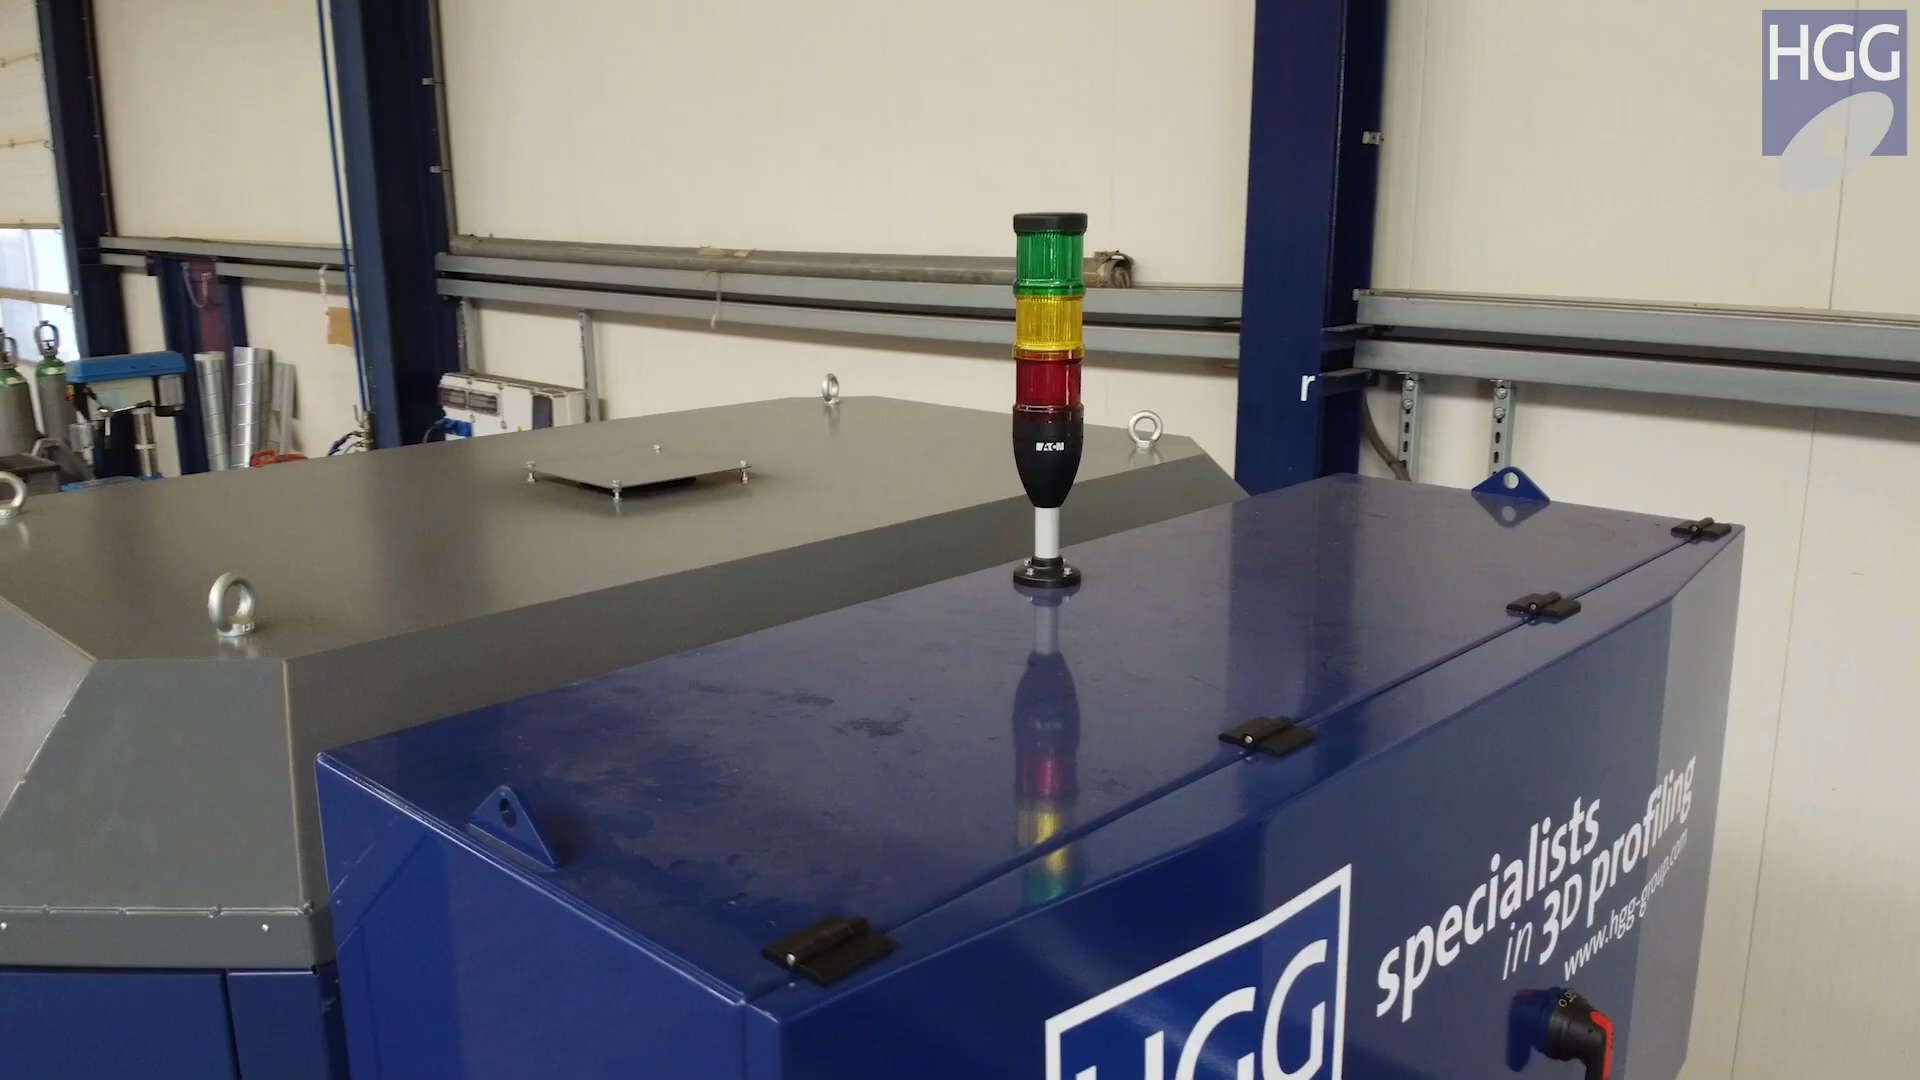 HGG
r
EATON
specialists
in 3D profiling
www.hgg-group.com
HGG